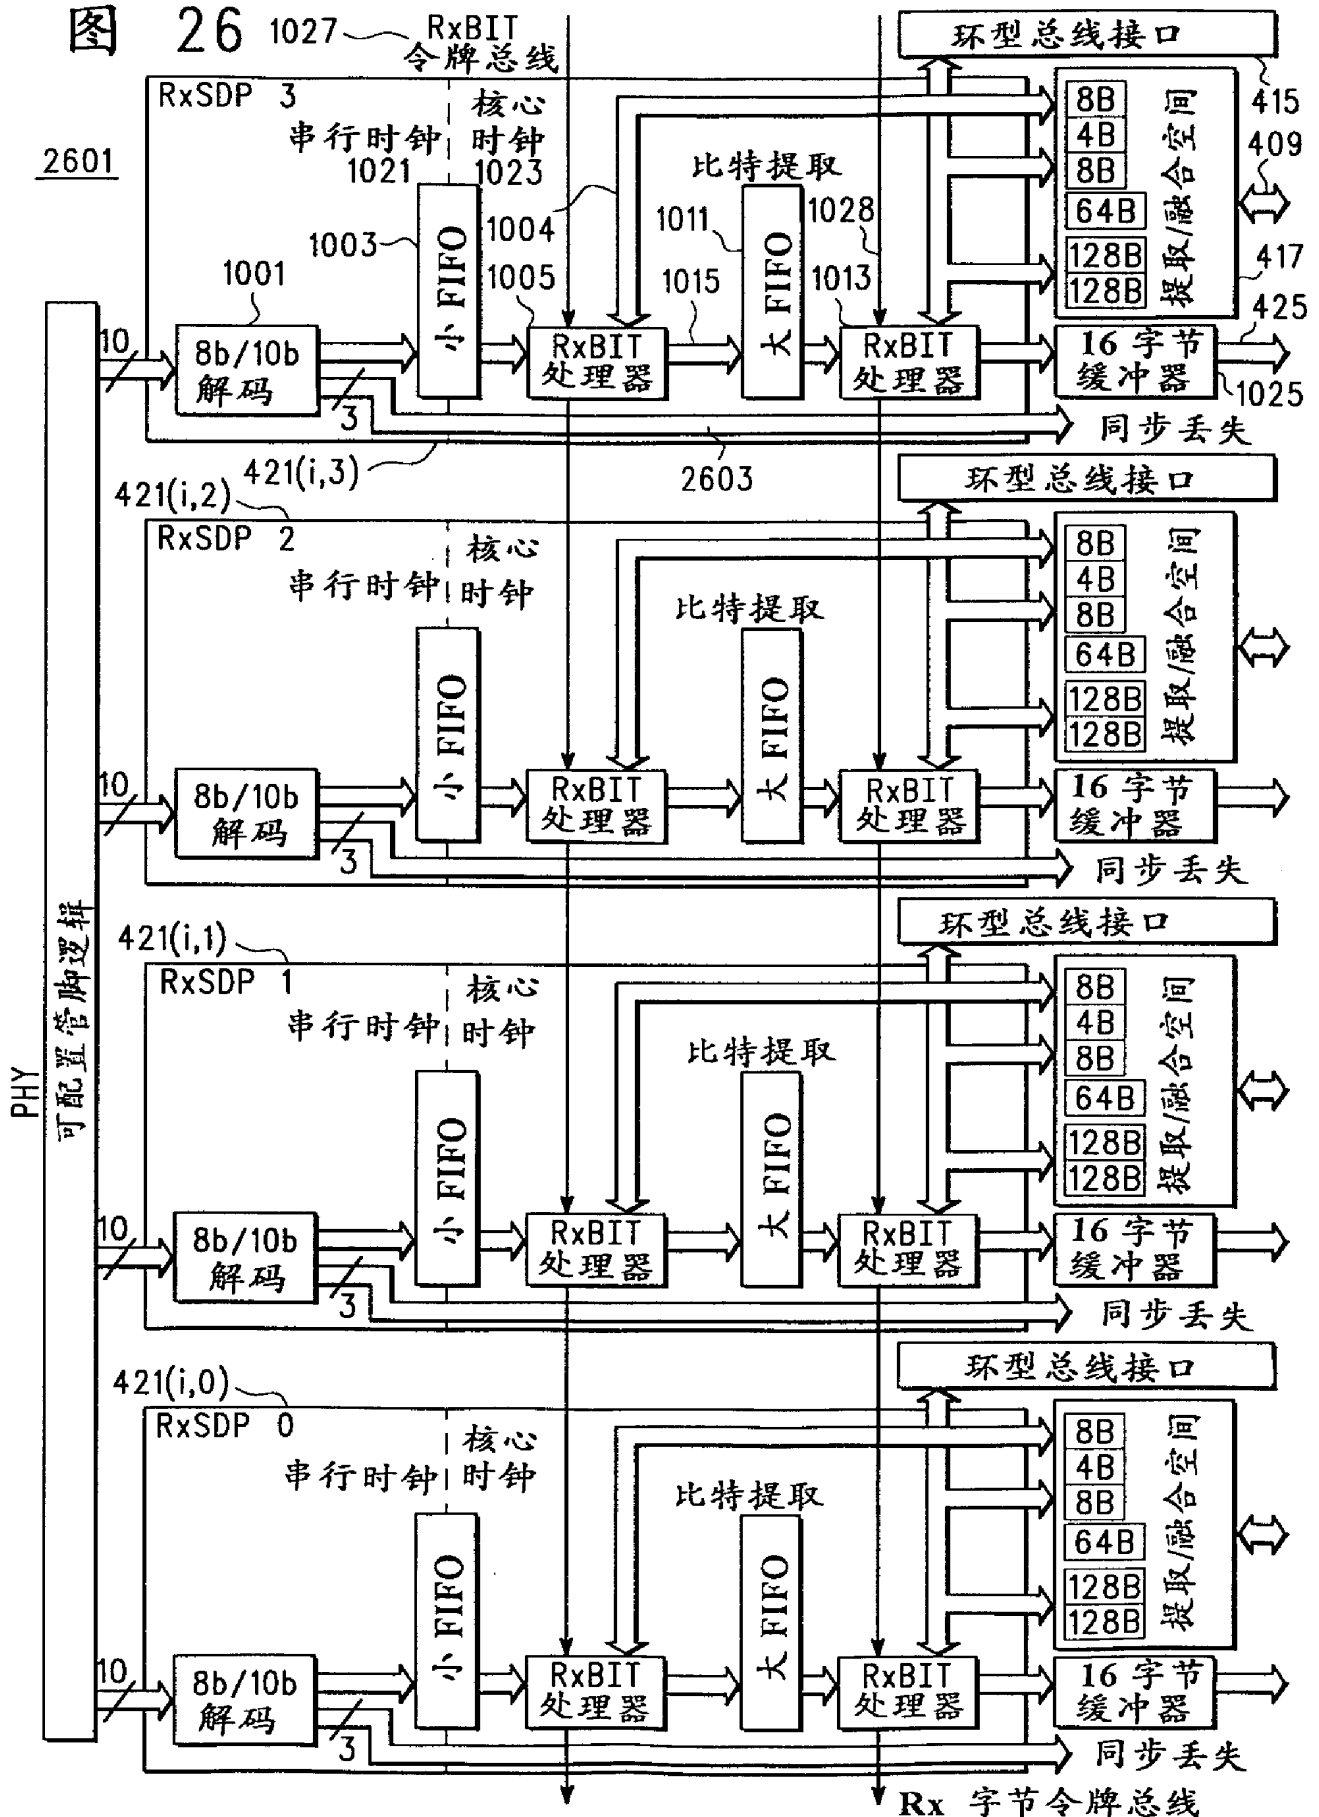 图 26
1027
RxBIT
令牌总线
环型总线接口
415
RxSDP 3
串行时钟
1021
核心
时钟
1023
2601
比特提取
8B
4B
8B
64B
128B
128B
提取/融合空间
409
417
1003
小 FIFO
1004
1005
1011
大 FIFO
1015
1028
1013
1001
10
8b/10b
解码
3
RxBIT
处理器
RxBIT
处理器
16 字节
缓冲器
425
1025
同步丢失
2603
421(i,3)
421(i,2)
环型总线接口
RxSDP 2
串行时钟
核心
时钟
比特提取
8B
4B
8B
64B
128B
128B
提取/融合空间
小 FIFO
大 FIFO
10
8b/10b
解码
3
RxBIT
处理器
RxBIT
处理器
16 字节
缓冲器
同步丢失
PHY
可配置管脚逻辑
421(i,1)
环型总线接口
RxSDP 1
串行时钟
核心
时钟
比特提取
8B
4B
8B
64B
128B
128B
提取/融合空间
小 FIFO
大 FIFO
10
8b/10b
解码
3
RxBIT
处理器
RxBIT
处理器
16 字节
缓冲器
同步丢失
421(i,0)
环型总线接口
RxSDP 0
串行时钟
核心
时钟
比特提取
8B
4B
8B
64B
128B
128B
提取/融合空间
小 FIFO
大 FIFO
10
8b/10b
解码
3
RxBIT
处理器
RxBIT
处理器
16 字节
缓冲器
同步丢失
Rx 字节令牌总线